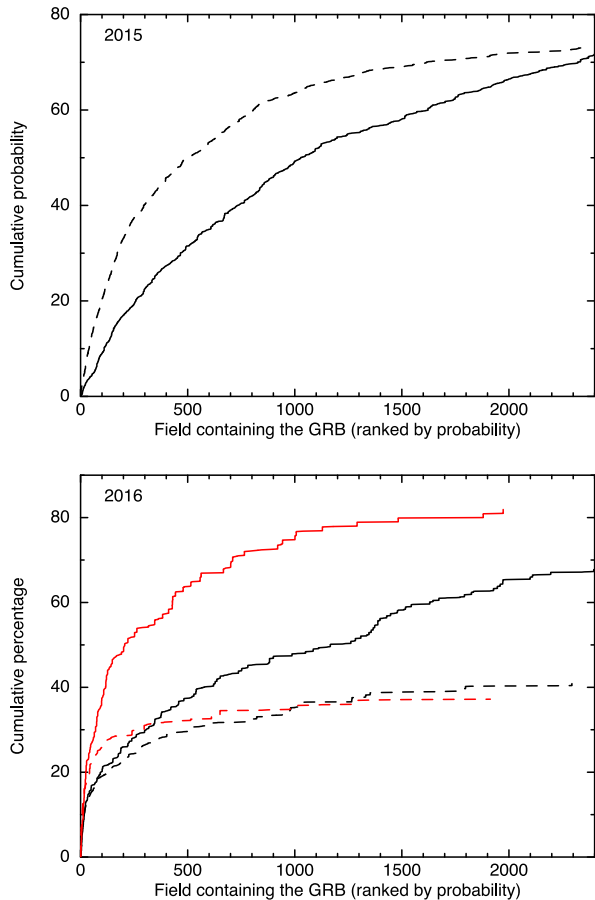 80
2015
60
Cumulative probability
40
20
0
0 500 1000 1500 2000
Field containing the GRB (ranked by probability)
2016
80
60
Cumulative percentage
40
20
0
0 500 1000 1500 2000
Field containing the GRB (ranked by probability)